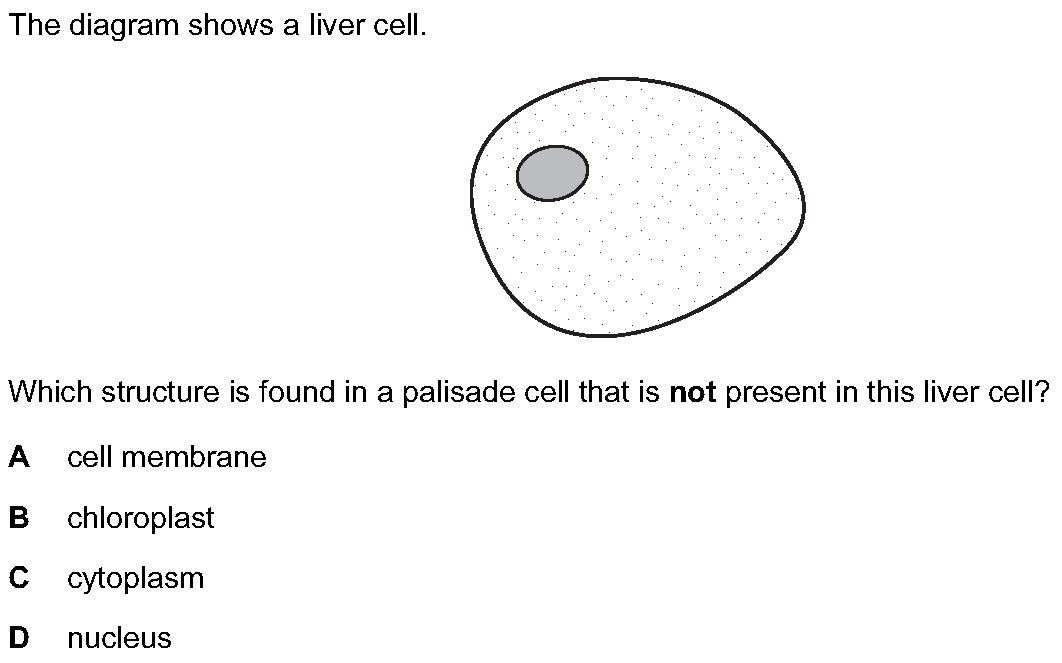 The diagram shows a liver cell.
Which structure is found in a palisade cell that is not present in this liver cell?
A cell membrane
B chloroplast
C cytoplasm
D nucleus